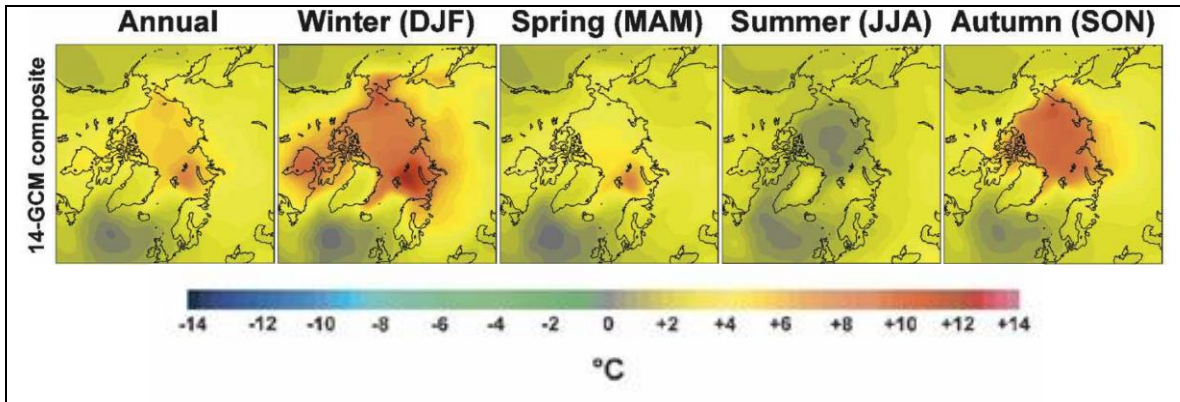 Annual Winter (DJF) Spring (MAM) Summer (JJA) Autumn (SON)
14-GCM composite
-14 -12 -10 -8 -6 -4 -2 0 +2 +4 +6 +8 +10 +12 +14
°C